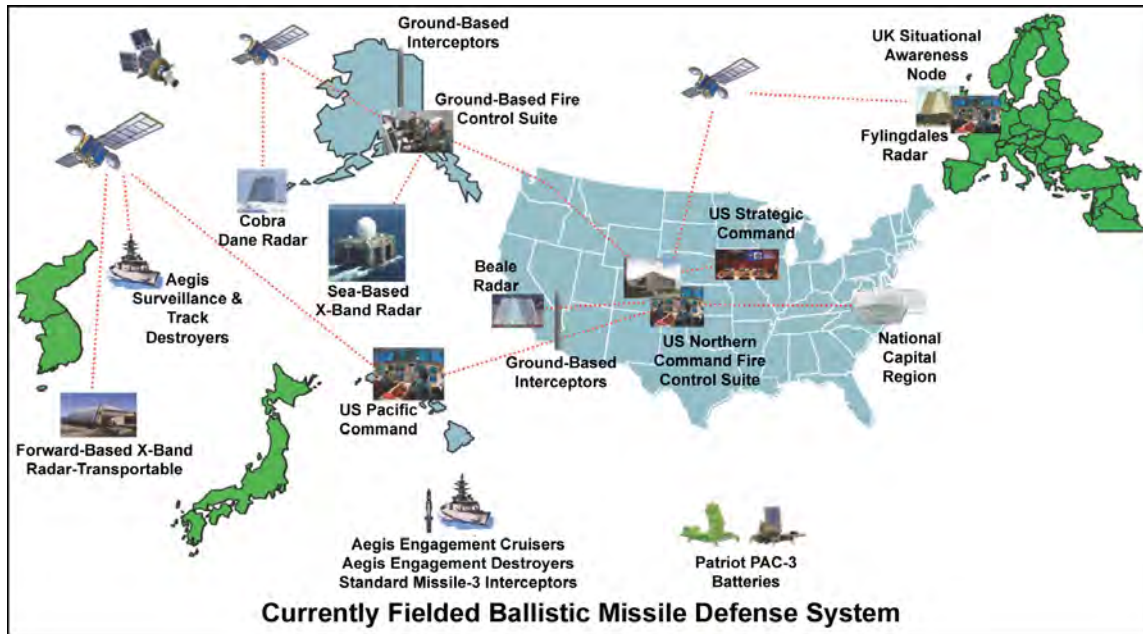 Ground-Based
Interceptors
Ground-Based Fire
Control Suite
UK Situational
Awareness
Node
Fylingdales
Radar
Cobra
Dane Radar
Sea-Based
X-Band Radar
Aegis
Surveillance &
Track
Destroyers
US Strategic
Command
Beale
Radar
Ground-Based
Interceptors
US Northern
Command Fire
Control Suite
National
Capital
Region
US Pacific
Command
Forward-Based X-Band
Radar-Transportable
Aegis Engagement Cruisers
Aegis Engagement Destroyers
Standard Missile-3 Interceptors
Patriot PAC-3
Batteries
Currently Fielded Ballistic Missile Defense System